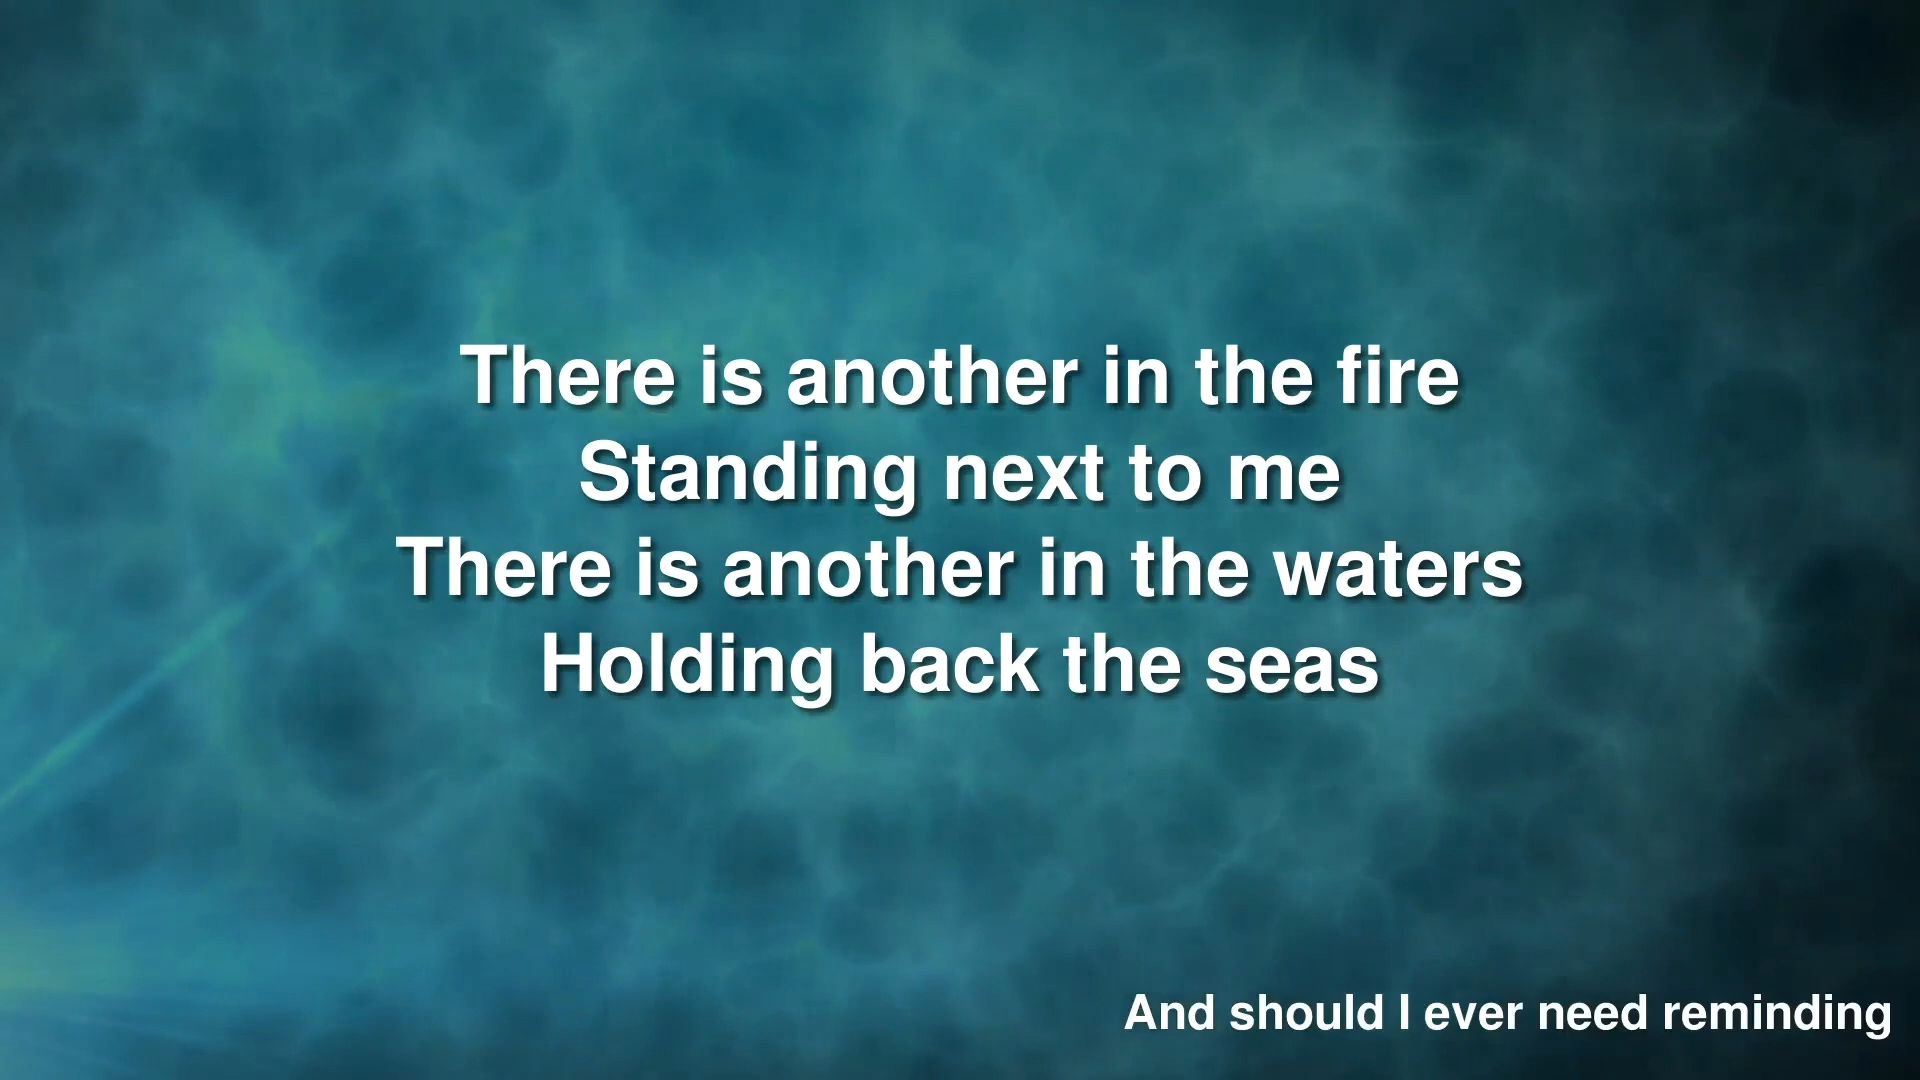 There is another in the fire
Standing next to me
There is another in the waters
Holding back the seas
And should I ever need reminding